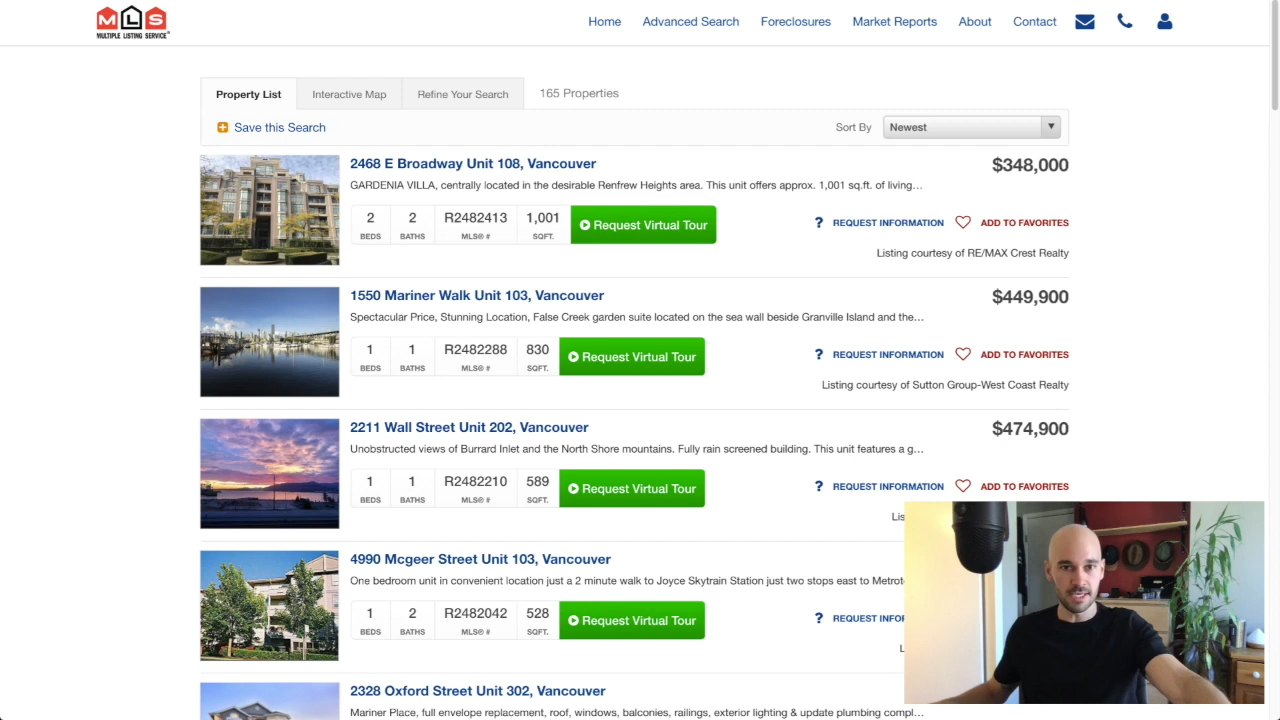 MLS
MULTIPLE LISTING SERVICE®
Home Advanced Search Foreclosures Market Reports About Contact
Property List Interactive Map Refine Your Search 165 Properties
Save this Search Sort By Newest
2468 E Broadway Unit 108, Vancouver $348,000
GARDENIA VILLA, centrally located in the desirable Renfrew Heights area. This unit offers approx. 1,001 sq.ft. of living…
2 2 R2482413 1,001 Request Virtual Tour ? REQUEST INFORMATION ADD TO FAVORITES
BEDS BATHS MLS® # SQFT.
Listing courtesy of RE/MAX Crest Realty
1550 Mariner Walk Unit 103, Vancouver $449,900
Spectacular Price, Stunning Location, False Creek garden suite located on the sea wall beside Granville Island and the…
1 1 R2482288 830 Request Virtual Tour ? REQUEST INFORMATION ADD TO FAVORITES
BEDS BATHS MLS® # SQFT.
Listing courtesy of Sutton Group-West Coast Realty
2211 Wall Street Unit 202, Vancouver $474,900
Unobstructed views of Burrard Inlet and the North Shore mountains. Fully rain screened building. This unit features a g…
1 1 R2482210 589 Request Virtual Tour ? REQUEST INFORMATION ADD TO FAVORITES
BEDS BATHS MLS® # SQFT.
Lis
4990 Mcgeer Street Unit 103, Vancouver
One bedroom unit in convenient location just a 2 minute walk to Joyce Skytrain Station just two stops east to Metrot
1 2 R2482042 528 Request Virtual Tour ? REQUEST INFOR
BEDS BATHS MLS® # SQFT.
L
2328 Oxford Street Unit 302, Vancouver
Mariner Place, full envelope replacement, roof, windows, balconies, railings, exterior lighting & update plumbing compl…